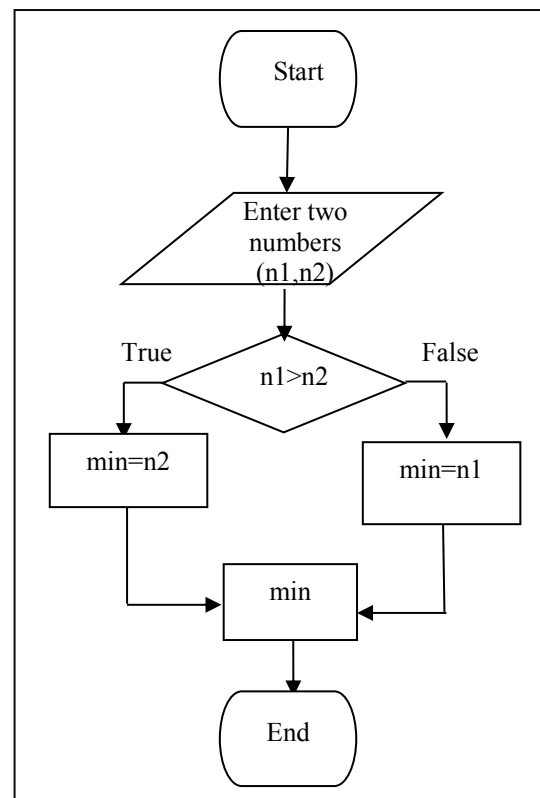 Start
Enter two
numbers
(n1,n2)
True
False
n1>n2
min=n2
min=n1
min
End